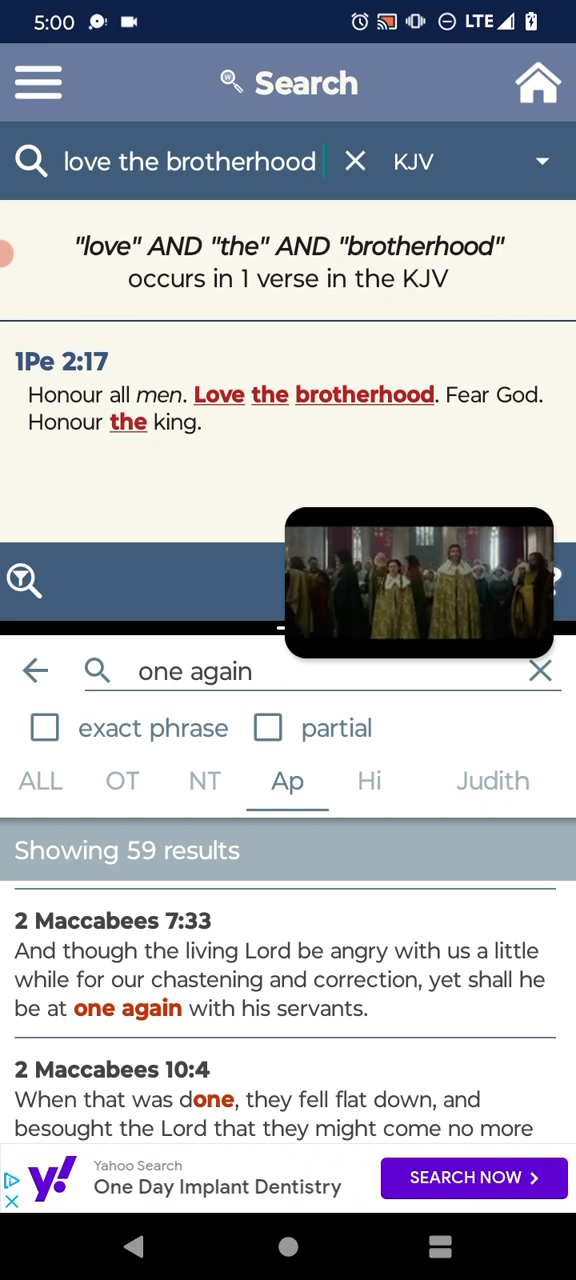 5:00
LTE
Search
love the brotherhood
KJV
"love" AND "the" AND "brotherhood"
occurs in 1 verse in the KJV
1Pe 2:17
Honour all men. Love the brotherhood. Fear God.
Honour the king.
?
one again
exact phrase
partial
ALL OT NT Ap Hi Judith
Showing 59 results
2 Maccabees 7:33
And though the living Lord be angry with us a little
while for our chastening and correction, yet shall he
be at one again with his servants.
2 Maccabees 10:4
When that was done, they fell flat down, and
besought the Lord that they might come no more
y!
Yahoo Search
One Day Implant Dentistry
SEARCH NOW